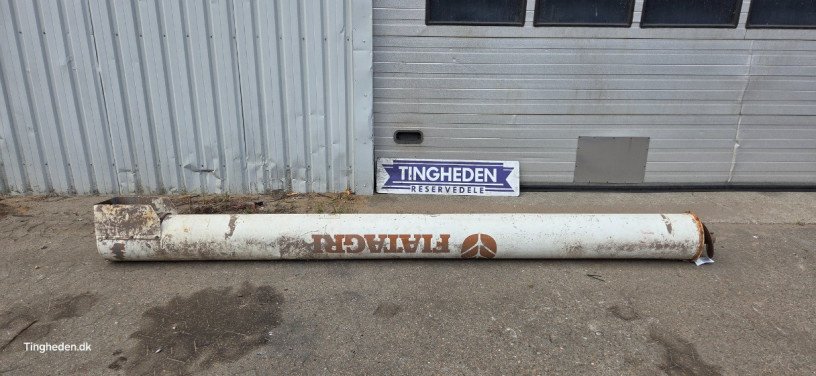 TINGHEDEN
RESERVEDELE
FIATAGRI
Tingheden.dk